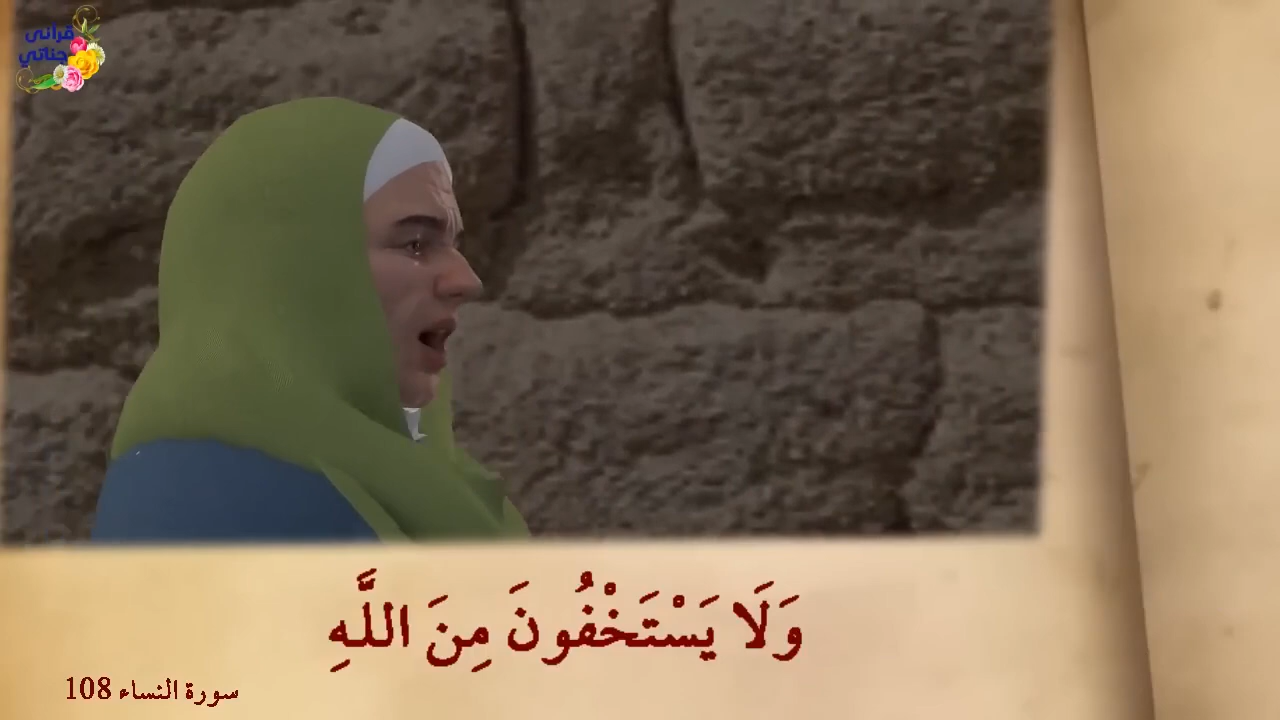 قرآني
جناتي
وَلَا يَسْتَخْفُونَ مِنَ اللَّهِ
سورة النساء 108